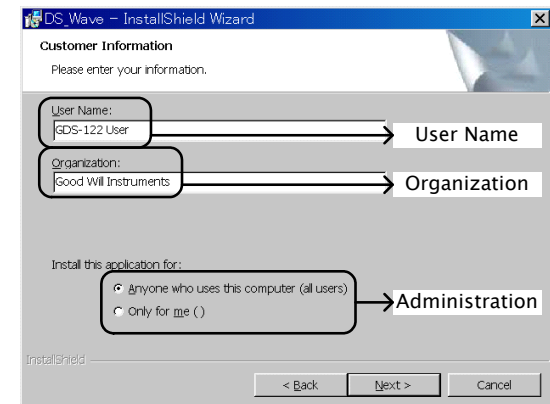 DS_Wave - InstallShield Wizard
Customer Information
Please enter your information.
User Name:
GDS-122 User
User Name
Organization:
Good Will Instruments
Organization
Install this application for:
Anyone who uses this computer (all users)
Only for me ()
Administration
InstallShield
< Back
Next >
Cancel